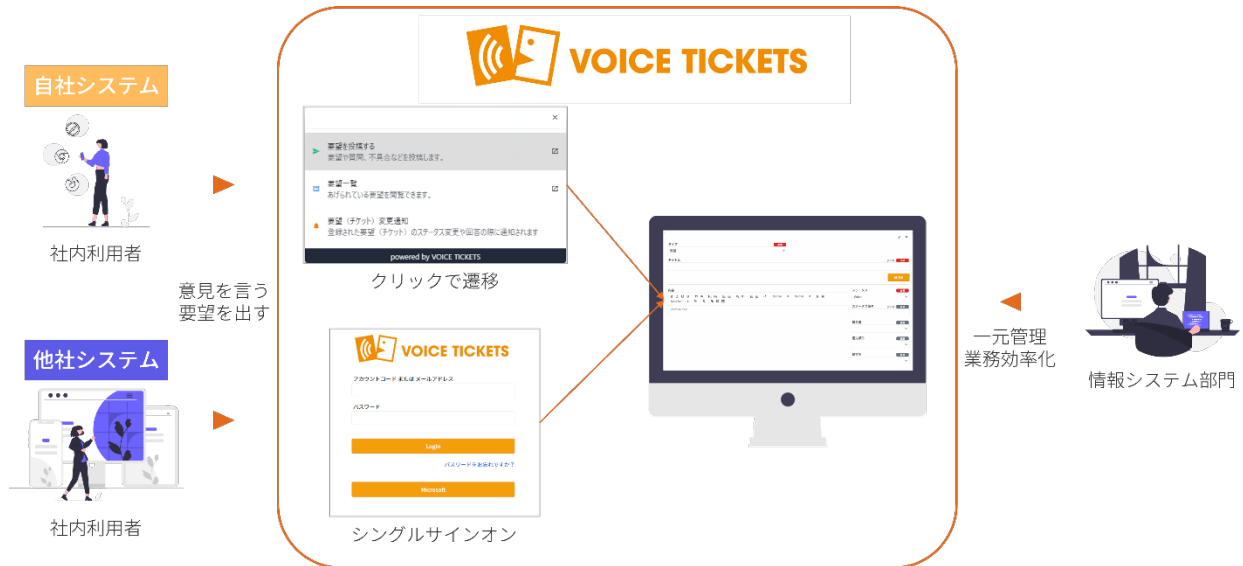 VOICE TICKETS
自社システム
社内利用者
他社システム
社内利用者
意見を言う
要望を出す
要望を投稿する
要望や質問、不具合などを投稿します。
要望一覧
あげられている要望を閲覧できます。
要望（チケット）変更通知
登録された要望（チケット）のステータス変更や回答の際に通知されます
powered by VOICE TICKETS
クリックで遷移
VOICE TICKETS
アカウントコード または メールアドレス
パスワード
Login
パスワードをお忘れですか？
Microsoft
シングルサインオン
タイプ
タイトル
内容
一元管理
業務効率化
情報システム部門